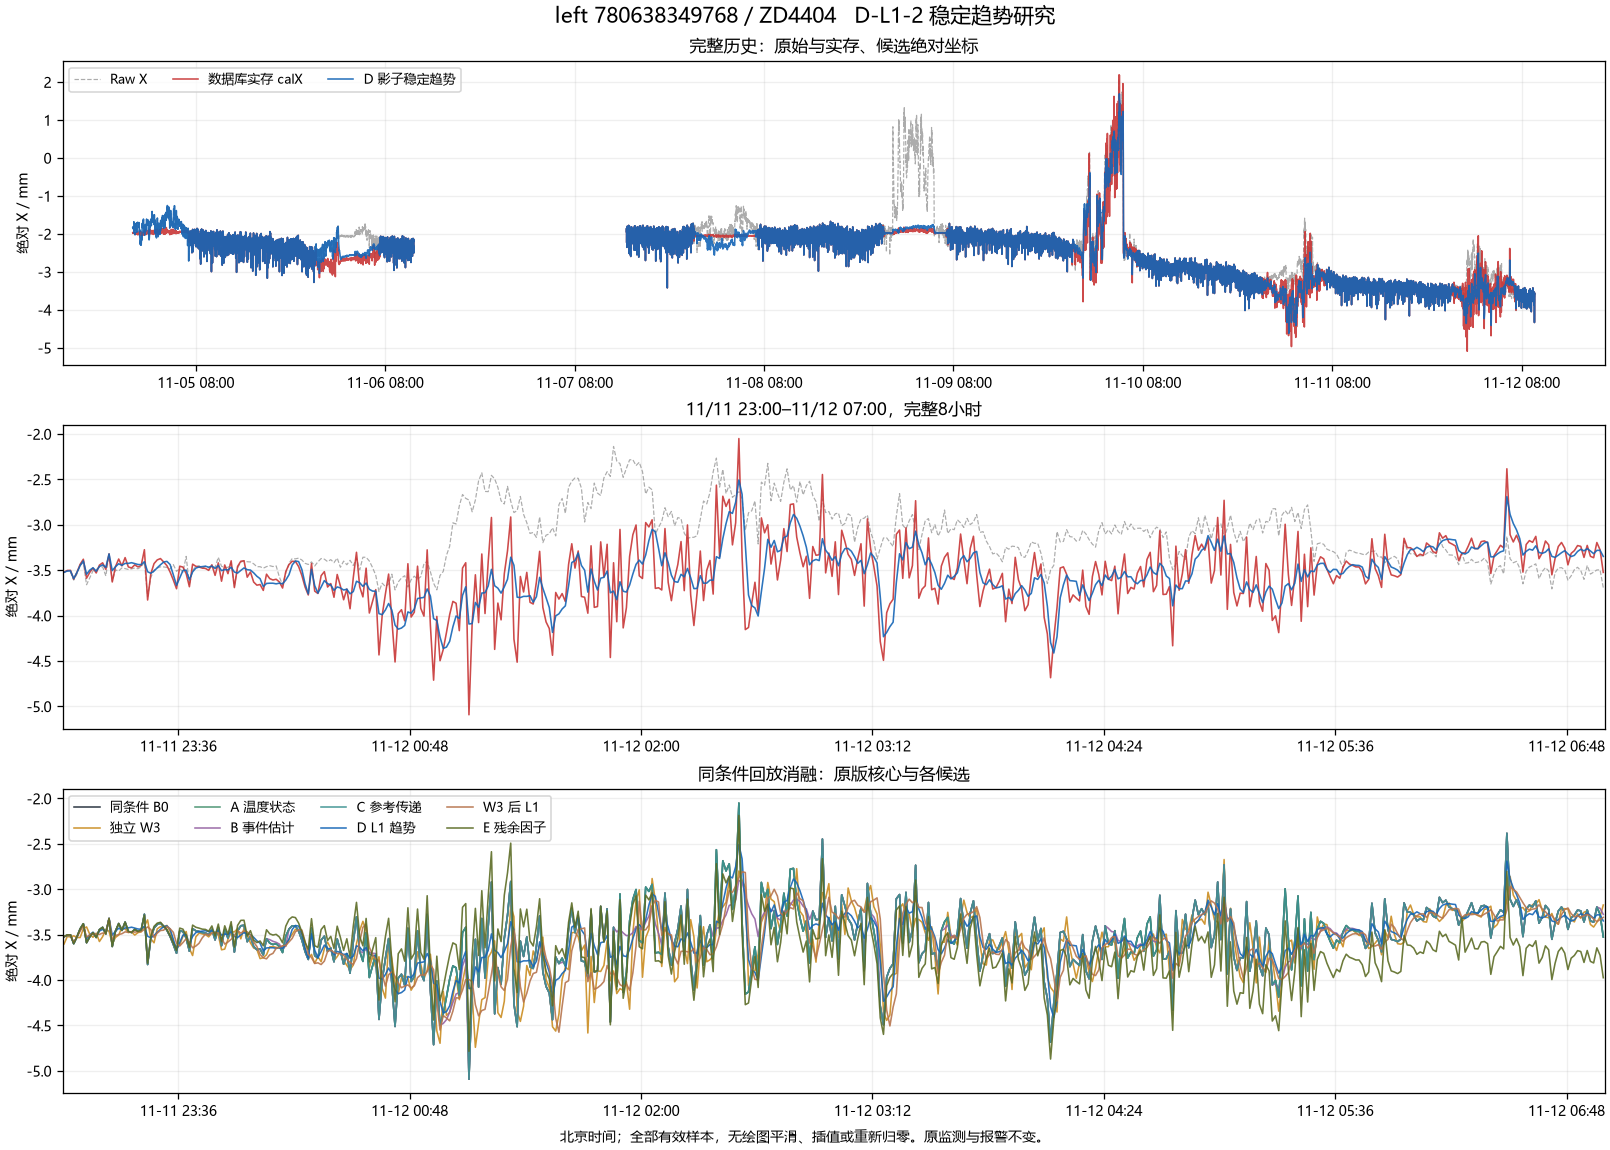 left 780638349768 / ZD4404   D-L1-2 稳定趋势研究
完整历史：原始与实存、候选绝对坐标
Raw X
数据库实存 calX
D 影子稳定趋势
绝对 X / mm
2
1
0
-1
-2
-3
-4
-5
11-05 08:00
11-06 08:00
11-07 08:00
11-08 08:00
11-09 08:00
11-10 08:00
11-11 08:00
11-12 08:00
11/11 23:00–11/12 07:00，完整8小时
绝对 X / mm
-2.0
-2.5
-3.0
-3.5
-4.0
-4.5
-5.0
11-11 23:36
11-12 00:48
11-12 02:00
11-12 03:12
11-12 04:24
11-12 05:36
11-12 06:48
同条件回放消融：原版核心与各候选
同条件 B0
A 温度状态
C 参考传递
W3 后 L1
独立 W3
B 事件估计
D L1 趋势
E 残余因子
绝对 X / mm
-2.0
-2.5
-3.0
-3.5
-4.0
-4.5
-5.0
11-11 23:36
11-12 00:48
11-12 02:00
11-12 03:12
11-12 04:24
11-12 05:36
11-12 06:48
北京时间；全部有效样本，无绘图平滑、插值或重新归零。原监测与报警不变。